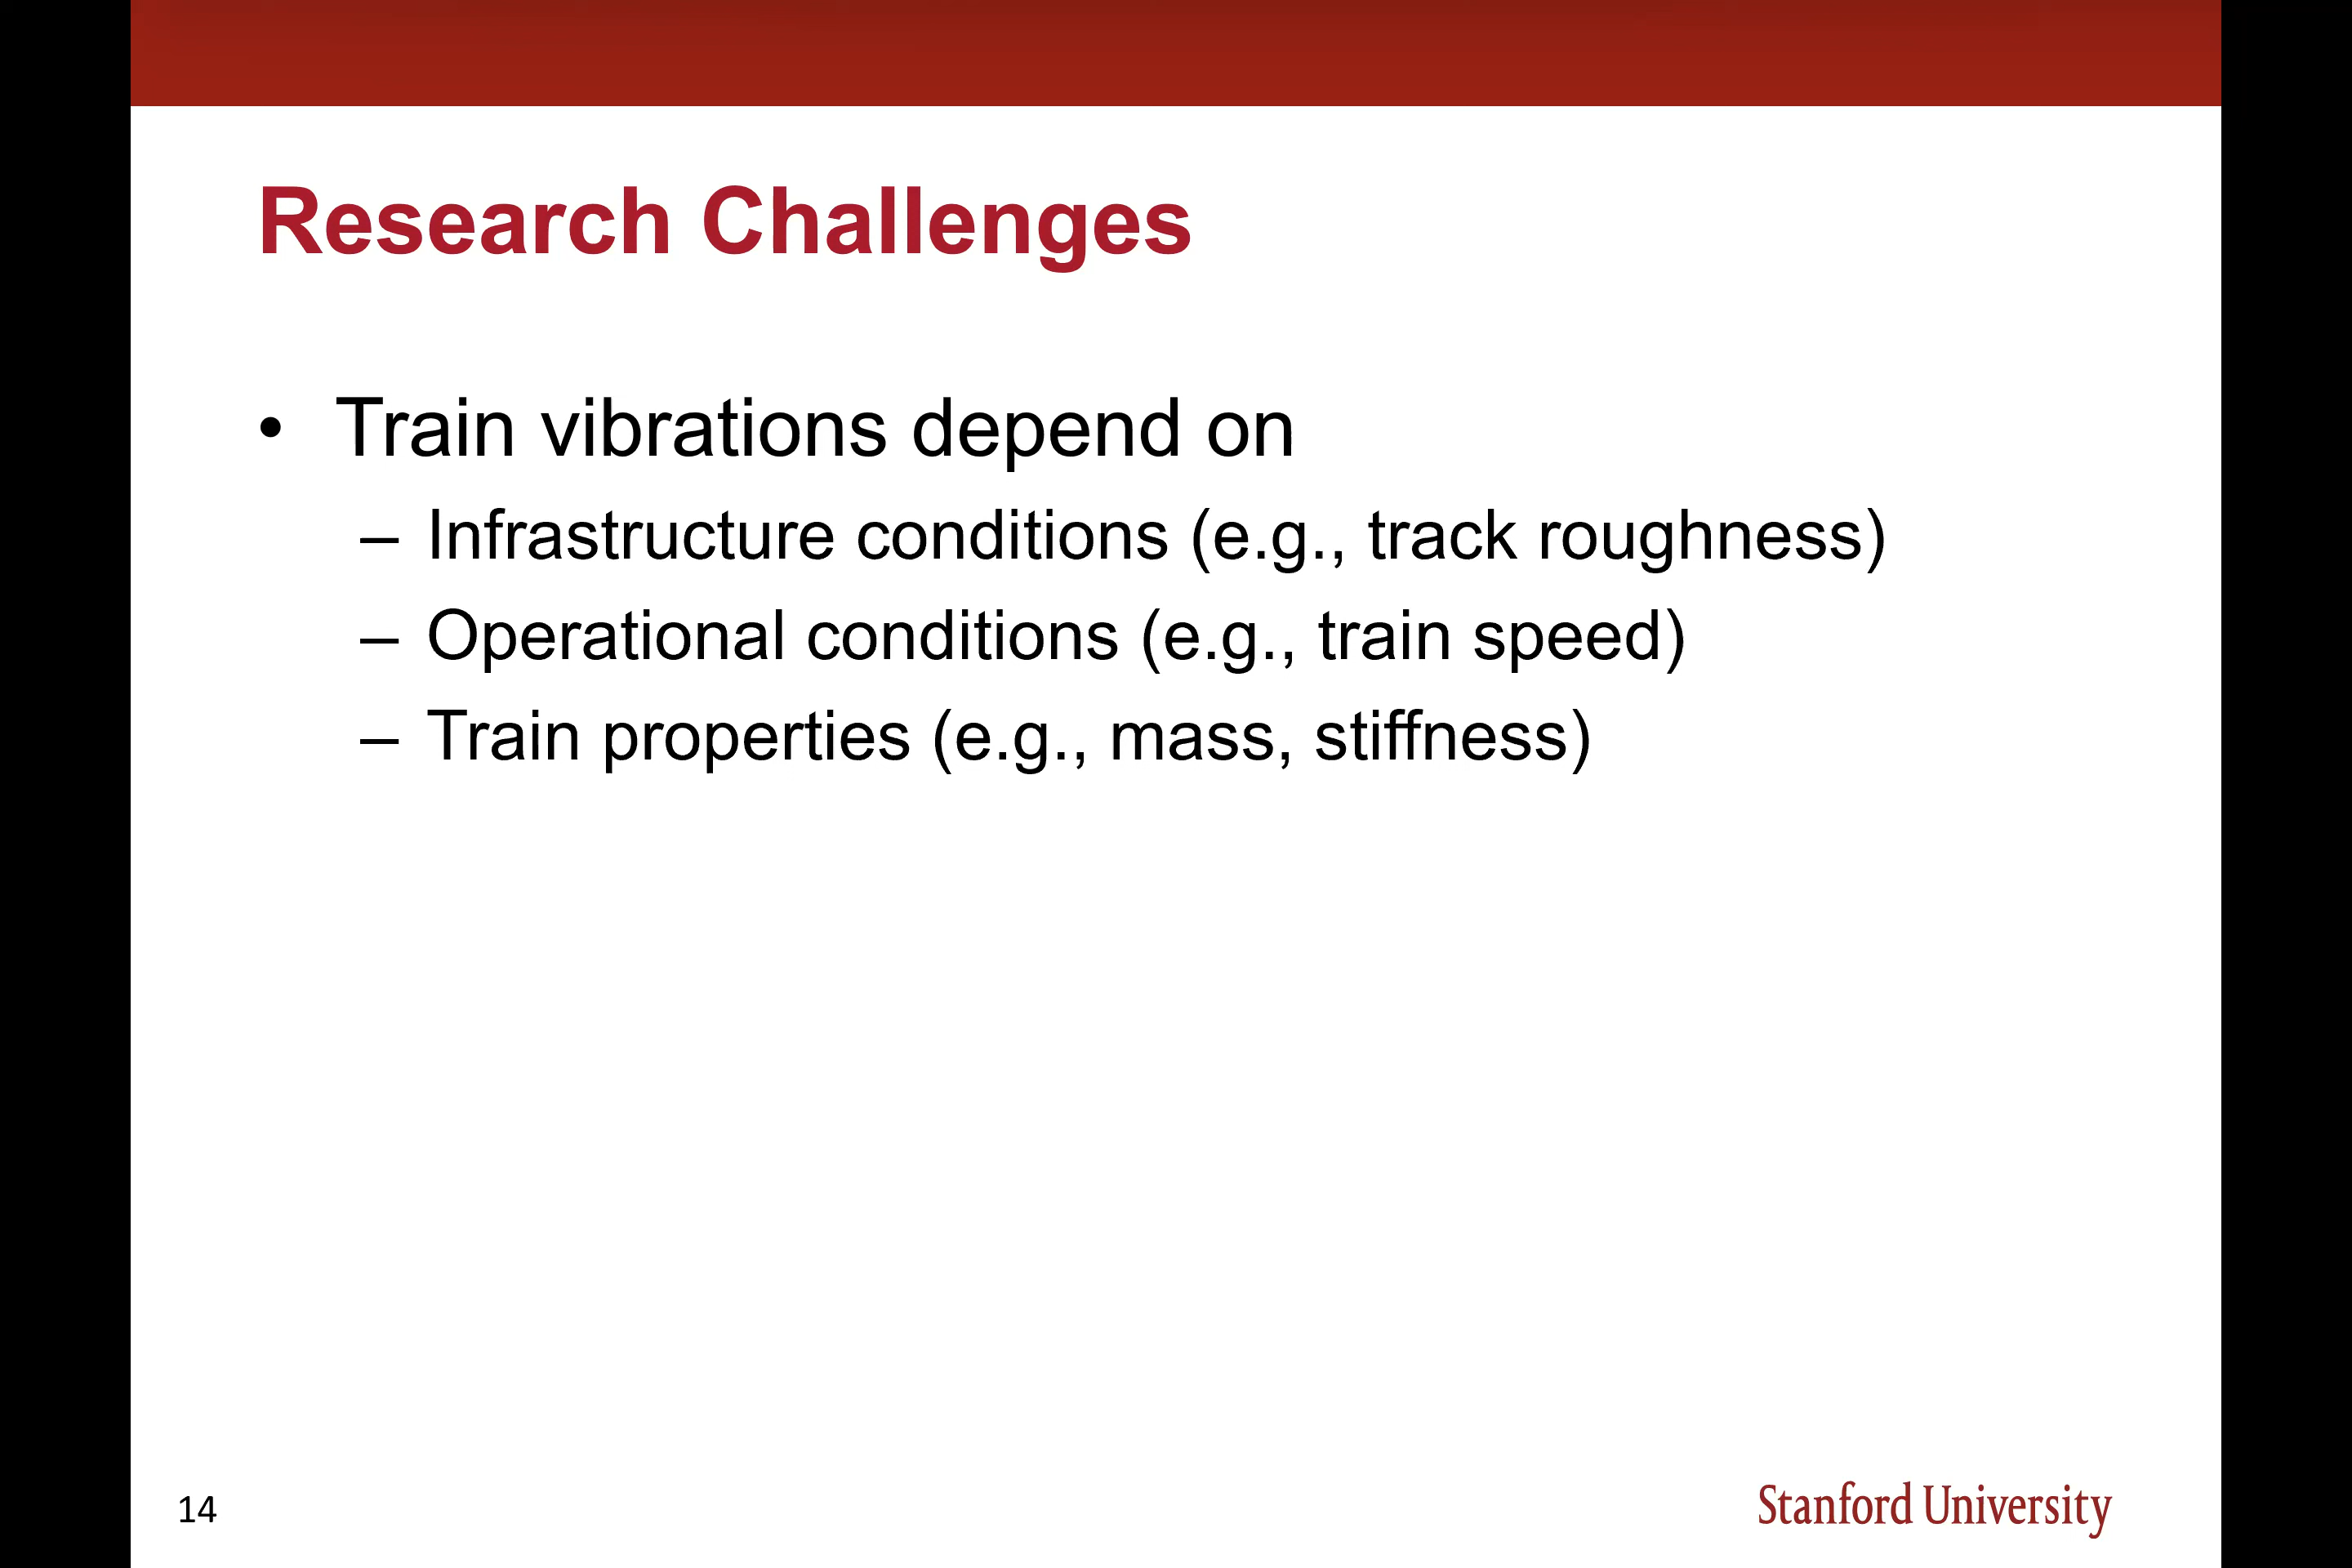 Research Challenges
• Train vibrations depend on
– Infrastructure conditions (e.g., track roughness)
– Operational conditions (e.g., train speed)
– Train properties (e.g., mass, stiffness)
14
Stanford University